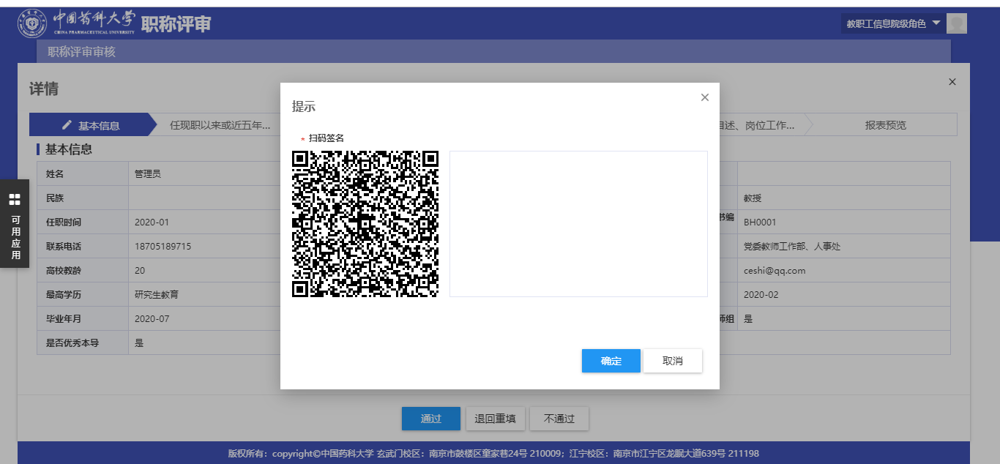 中国药科大学 职称评审
CHINA PHARMACEUTICAL UNIVERSITY
教职工信息院级角色
职称评审审核
详情
×
提示
×
基本信息
任现职以来或近五年...
自述、岗位工作...
报表预览
* 扫码签名
基本信息
姓名 管理员
民族 教授
任职时间 2020-01 书编 BH0001
联系电话 18705189715 党委教师工作部、人事处
高校教龄 20 ceshi@qq.com
最高学历 研究生教育 2020-02
毕业年月 2020-07 师组 是
是否优秀本导 是
可用应用
确定 取消
通过 退回重填 不通过
版权所有：copyright©中国药科大学 玄武门校区：南京市鼓楼区童家巷24号 210009；江宁校区：南京市江宁区龙眠大道639号 211198